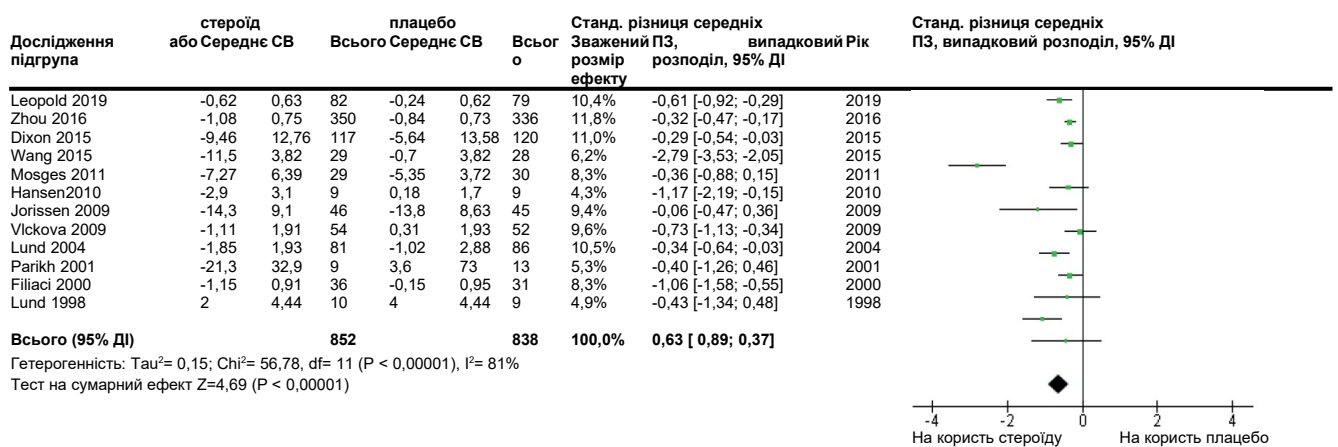 стероїд плацебо Станд. різниця середніх Станд. різниця середніх
Дослідження або Середнє СВ Всього Середнє СВ Всьог Зважений ПЗ, випадковий Рік ПЗ, випадковий розподіл, 95% ДІ
підгрупа о розмір розподіл, 95% ДІ
ефекту
Leopold 2019 -0,62 0,63 82 -0,24 0,62 79 10,4% -0,61 [-0,92; -0,29] 2019
Zhou 2016 -1,08 0,75 350 -0,84 0,73 336 11,8% -0,32 [-0,47; -0,17] 2016
Dixon 2015 -9,46 12,76 117 -5,64 13,58 120 11,0% -0,29 [-0,54; -0,03] 2015
Wang 2015 -11,5 3,82 29 -0,7 3,82 28 6,2% -2,79 [-3,53; -2,05] 2015
Mosges 2011 -7,27 6,39 29 -5,35 3,72 30 8,3% -0,36 [-0,88; 0,15] 2011
Hansen2010 -2,9 3,1 9 0,18 1,7 9 4,3% -1,17 [-2,19; -0,15] 2010
Jorissen 2009 -14,3 9,1 46 -13,8 8,63 45 9,4% -0,06 [-0,47; 0,36] 2009
Vlckova 2009 -1,11 1,91 54 0,31 1,93 52 9,6% -0,73 [-1,13; -0,34] 2009
Lund 2004 -1,85 1,93 81 -1,02 2,88 86 10,5% -0,34 [-0,64; -0,03] 2004
Parikh 2001 -21,3 32,9 9 3,6 73 13 5,3% -0,40 [-1,26; 0,46] 2001
Filiaci 2000 -1,15 0,91 36 -0,15 0,95 31 8,3% -1,06 [-1,58; -0,55] 2000
Lund 1998 2 4,44 10 4 4,44 9 4,9% -0,43 [-1,34; 0,48] 1998
Всього (95% ДІ) 852 838 100,0% 0,63 [ 0,89; 0,37]
Гетерогенність: Tau²= 0,15; Chi²= 56,78, df= 11 (P < 0,00001), I²= 81%
Тест на сумарний ефект Z=4,69 (P < 0,00001)
-4 -2 0 2 4
На користь стероїду На користь плацебо